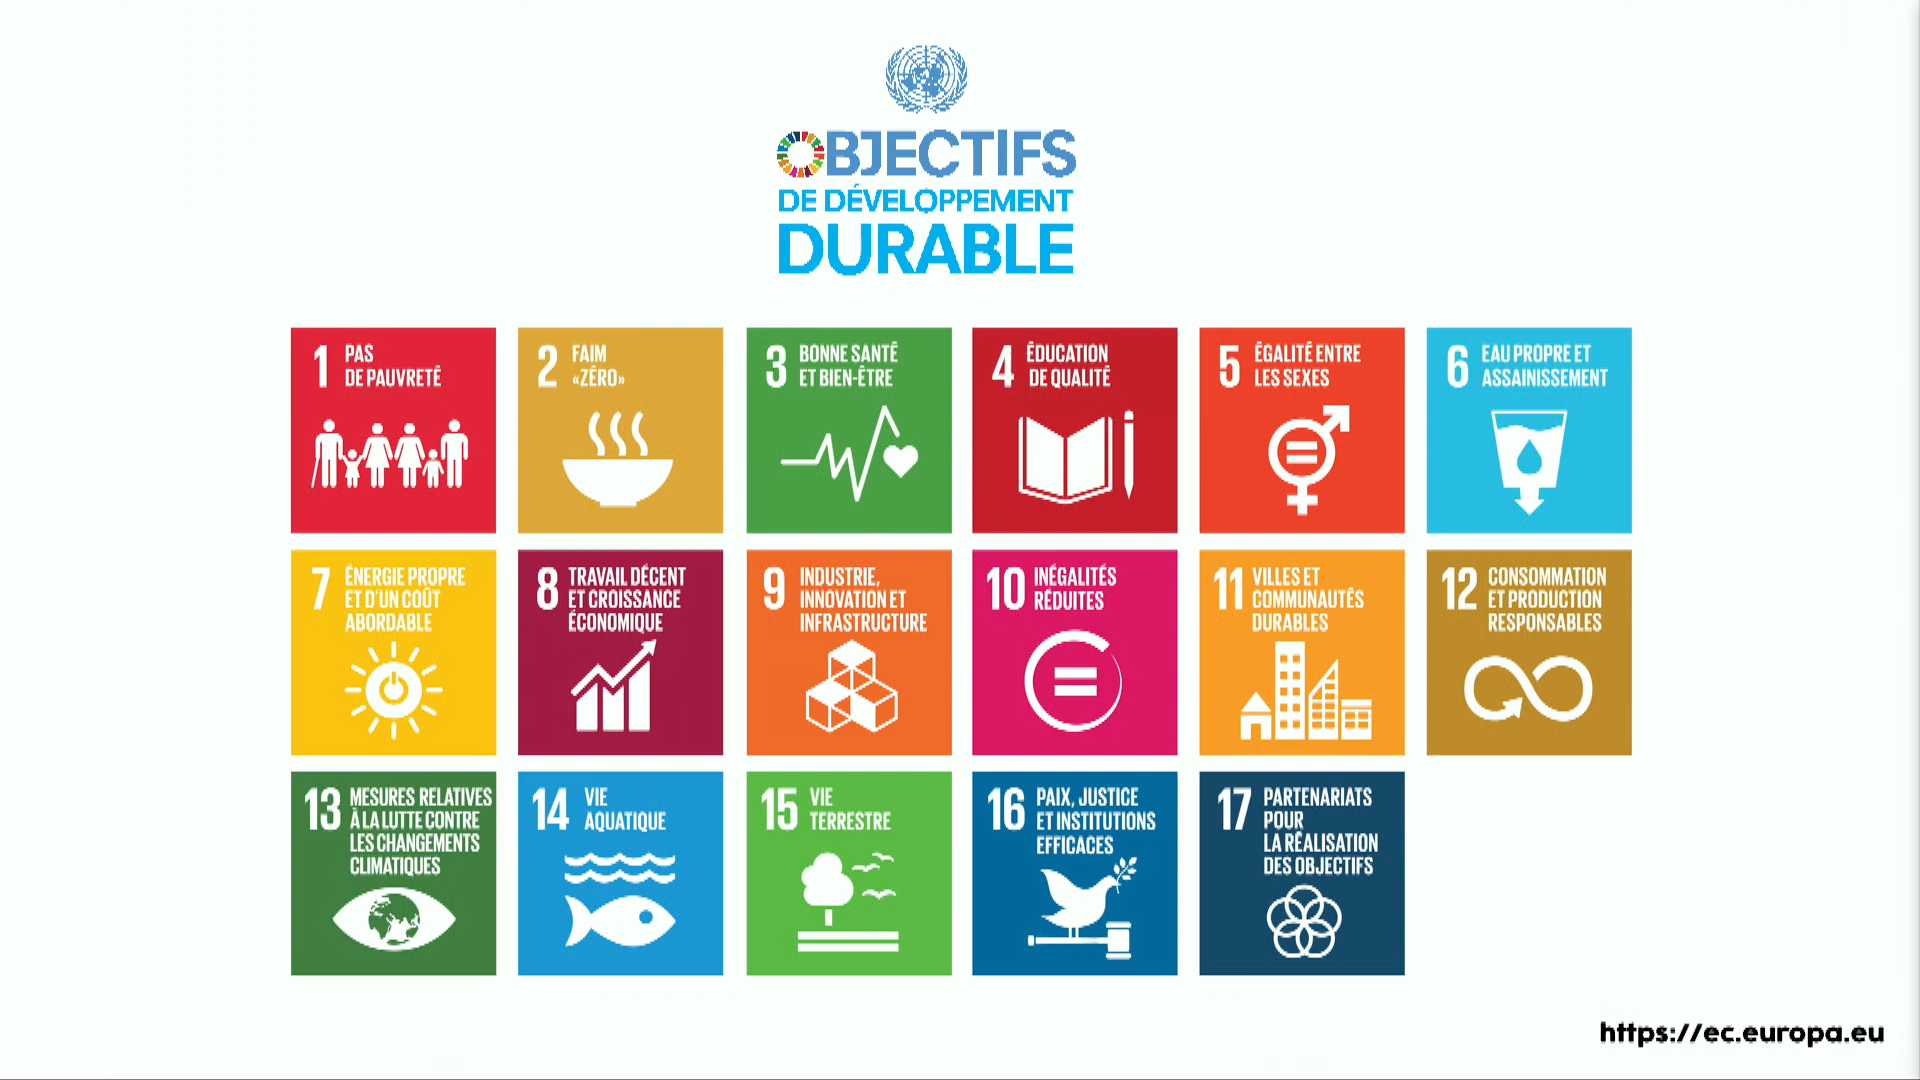 OBJECTIFS
DE DÉVELOPPEMENT
DURABLE
1 PAS
DE PAUVRETÉ
2 FAIM
«ZÉRO»
3 BONNE SANTÉ
ET BIEN-ÊTRE
4 ÉDUCATION
DE QUALITÉ
5 ÉGALITÉ ENTRE
LES SEXES
6 EAU PROPRE ET
ASSAINISSEMENT
7 ÉNERGIE PROPRE
ET D'UN COÛT
ABORDABLE
8 TRAVAIL DÉCENT
ET CROISSANCE
ÉCONOMIQUE
9 INDUSTRIE,
INNOVATION ET
INFRASTRUCTURE
10 INÉGALITÉS
RÉDUITES
11 VILLES ET
COMMUNAUTÉS
DURABLES
12 CONSOMMATION
ET PRODUCTION
RESPONSABLES
13 MESURES RELATIVES
À LA LUTTE CONTRE
LES CHANGEMENTS
CLIMATIQUES
14 VIE
AQUATIQUE
15 VIE
TERRESTRE
16 PAIX, JUSTICE
ET INSTITUTIONS
EFFICACES
17 PARTENARIATS
POUR
LA RÉALISATION
DES OBJECTIFS
https://ec.europa.eu